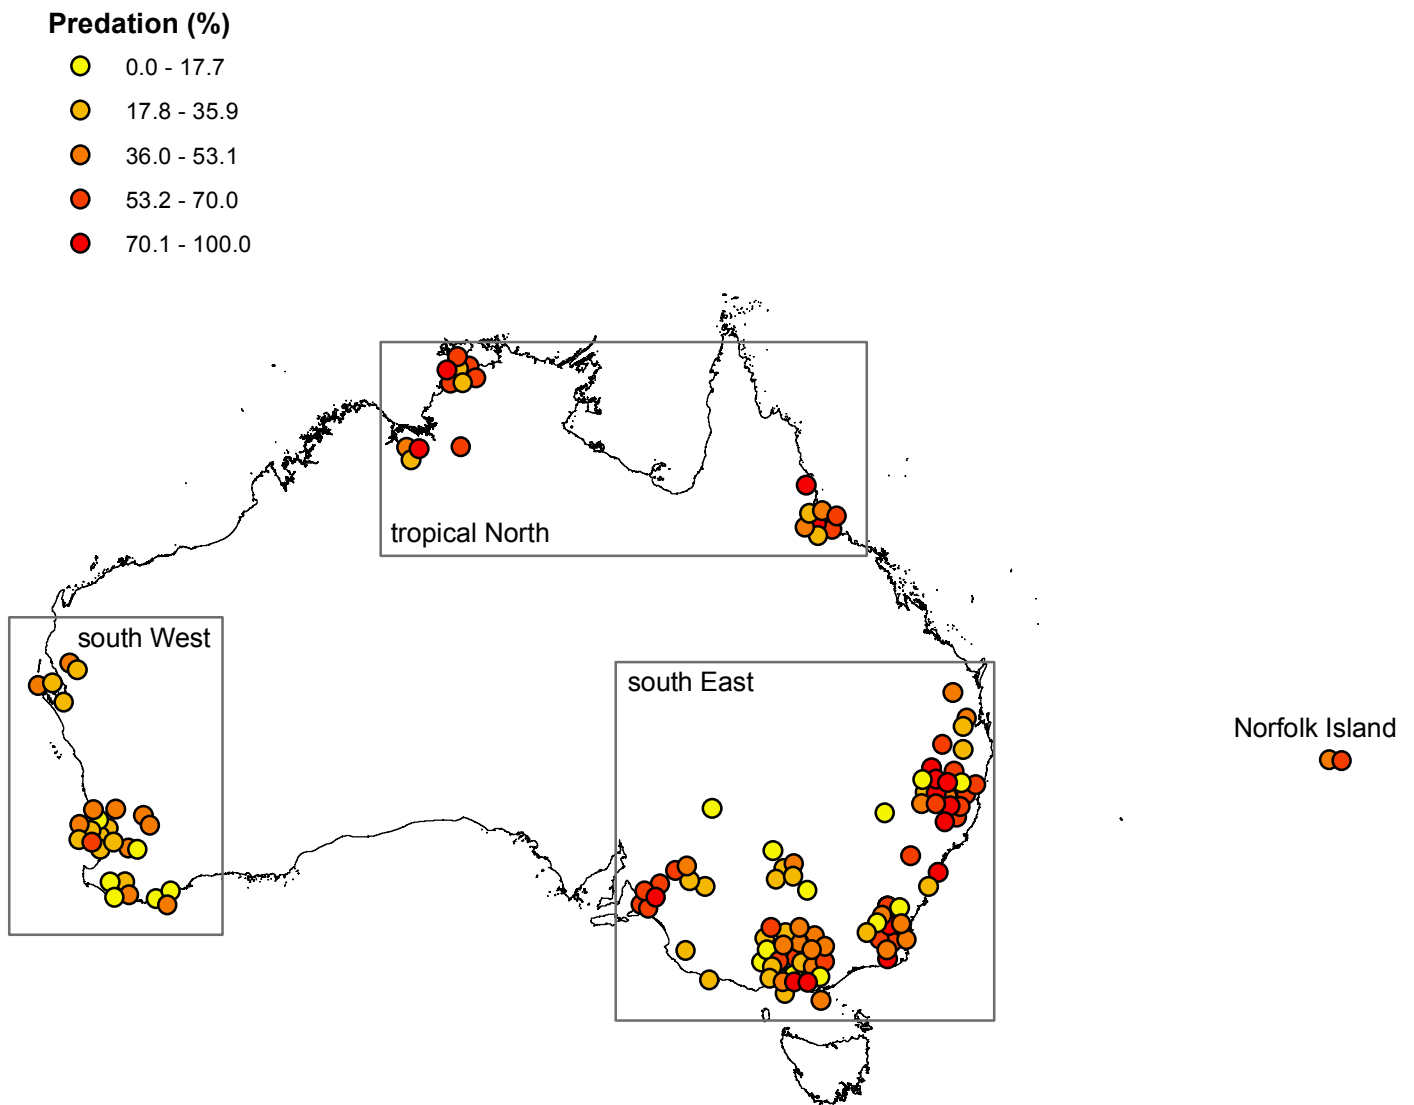 Predation (%)
0.0 - 17.7
17.8 - 35.9
36.0 - 53.1
53.2 - 70.0
70.1 - 100.0
tropical North
south West
south East
Norfolk Island